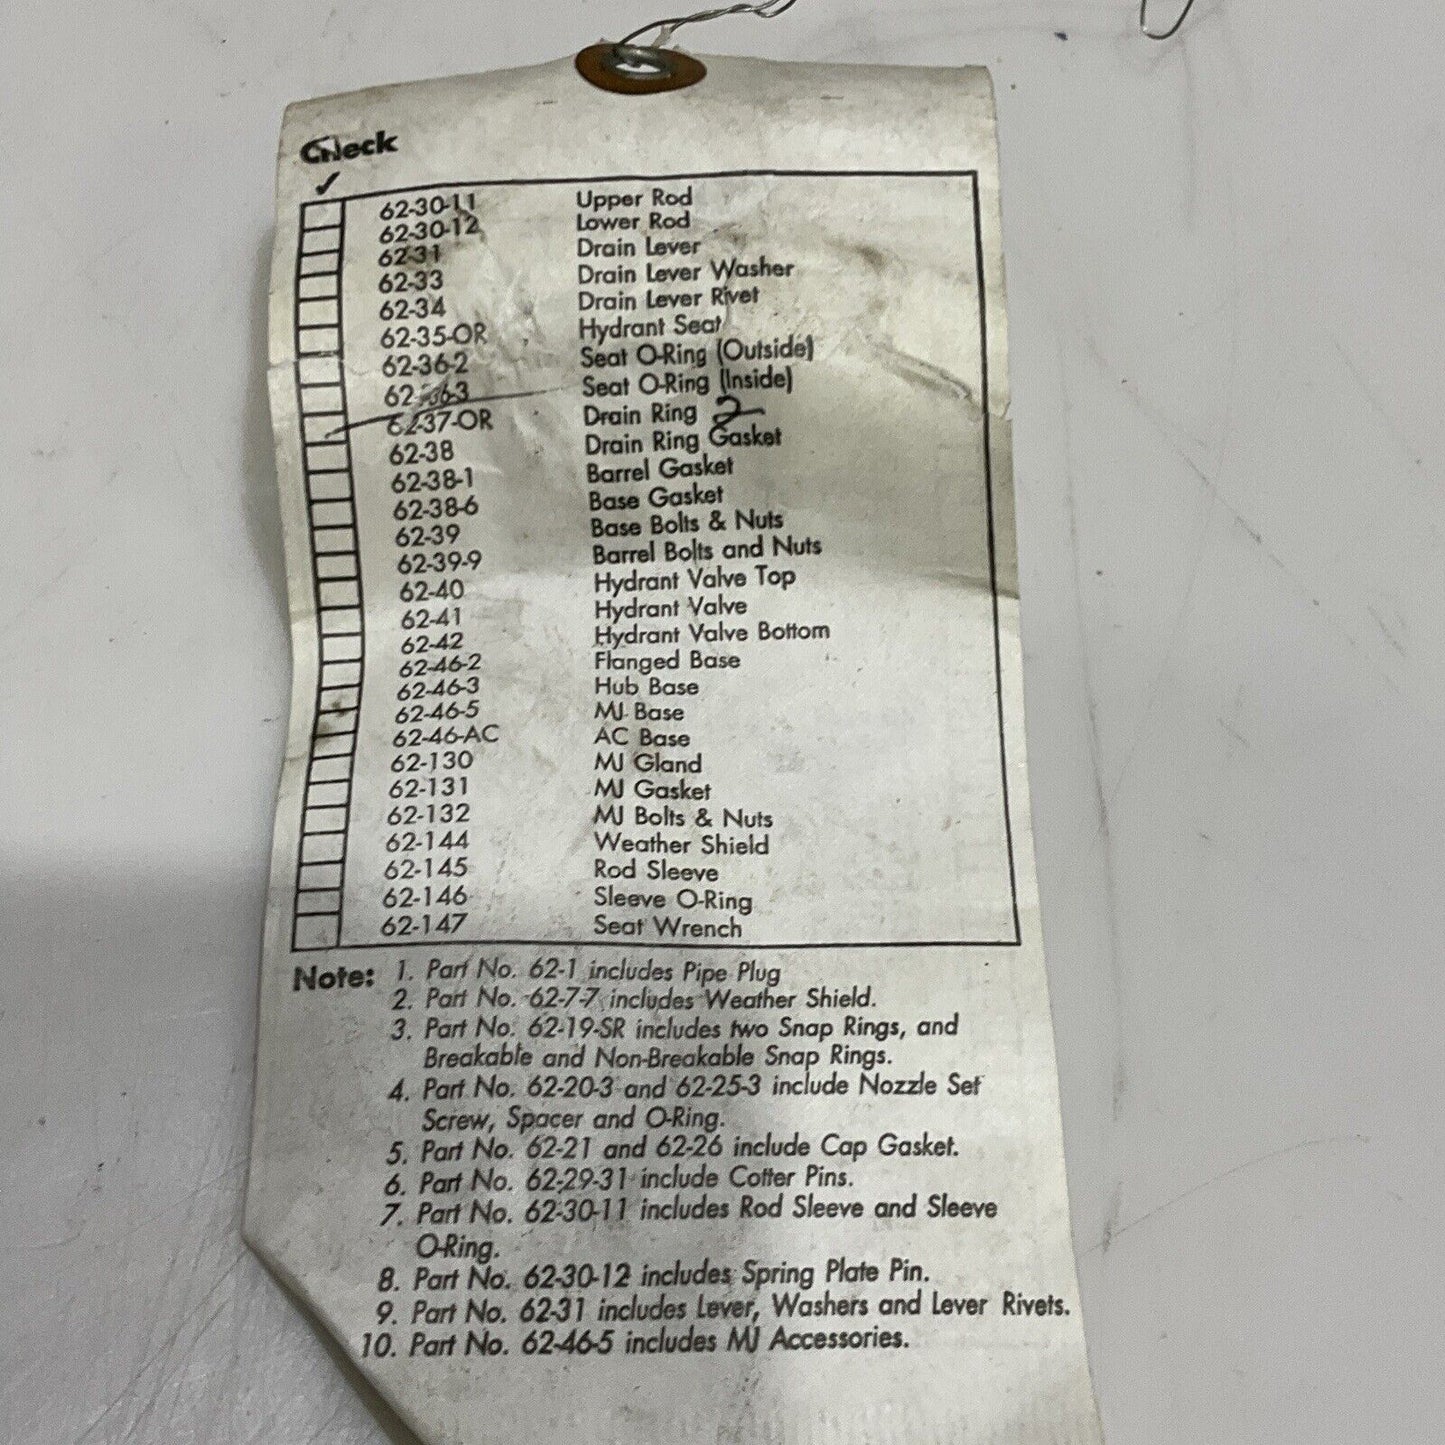 Check
✓
62-30-11 Upper Rod
62-30-12 Lower Rod
62-31 Drain Lever
62-33 Drain Lever Washer
62-34 Drain Lever Rivet
62-35-OR Hydrant Seat
62-36-2 Seat O-Ring (Outside)
62-36-3 Seat O-Ring (Inside)
62-37-OR Drain Ring 2
62-38 Drain Ring Gasket
62-38-1 Barrel Gasket
62-38-6 Base Gasket
62-39 Base Bolts & Nuts
62-39-9 Barrel Bolts and Nuts
62-40 Hydrant Valve Top
62-41 Hydrant Valve
62-42 Hydrant Valve Bottom
62-46-2 Flanged Base
62-46-3 Hub Base
62-46-5 MJ Base
62-46-AC AC Base
62-130 MJ Gland
62-131 MJ Gasket
62-132 MJ Bolts & Nuts
62-144 Weather Shield
62-145 Rod Sleeve
62-146 Sleeve O-Ring
62-147 Seat Wrench
Note: 1. Part No. 62-1 includes Pipe Plug
2. Part No. 62-7-7 includes Weather Shield.
3. Part No. 62-19-SR includes two Snap Rings, and
Breakable and Non-Breakable Snap Rings.
4. Part No. 62-20-3 and 62-25-3 include Nozzle Set
Screw, Spacer and O-Ring.
5. Part No. 62-21 and 62-26 include Cap Gasket.
6. Part No. 62-29-31 include Cotter Pins.
7. Part No. 62-30-11 includes Rod Sleeve and Sleeve
O-Ring.
8. Part No. 62-30-12 includes Spring Plate Pin.
9. Part No. 62-31 includes Lever, Washers and Lever Rivets.
10. Part No. 62-46-5 includes MJ Accessories.